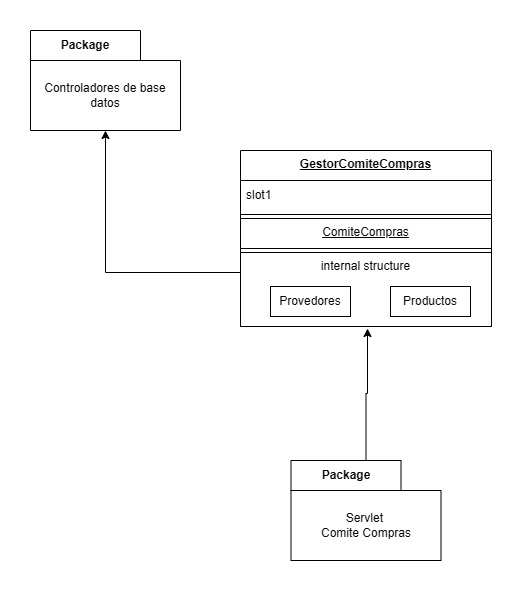 Package
Controladores de base
datos
GestorComiteCompras
slot1
ComiteCompras
internal structure
Provedores
Productos
Package
Servlet
Comite Compras